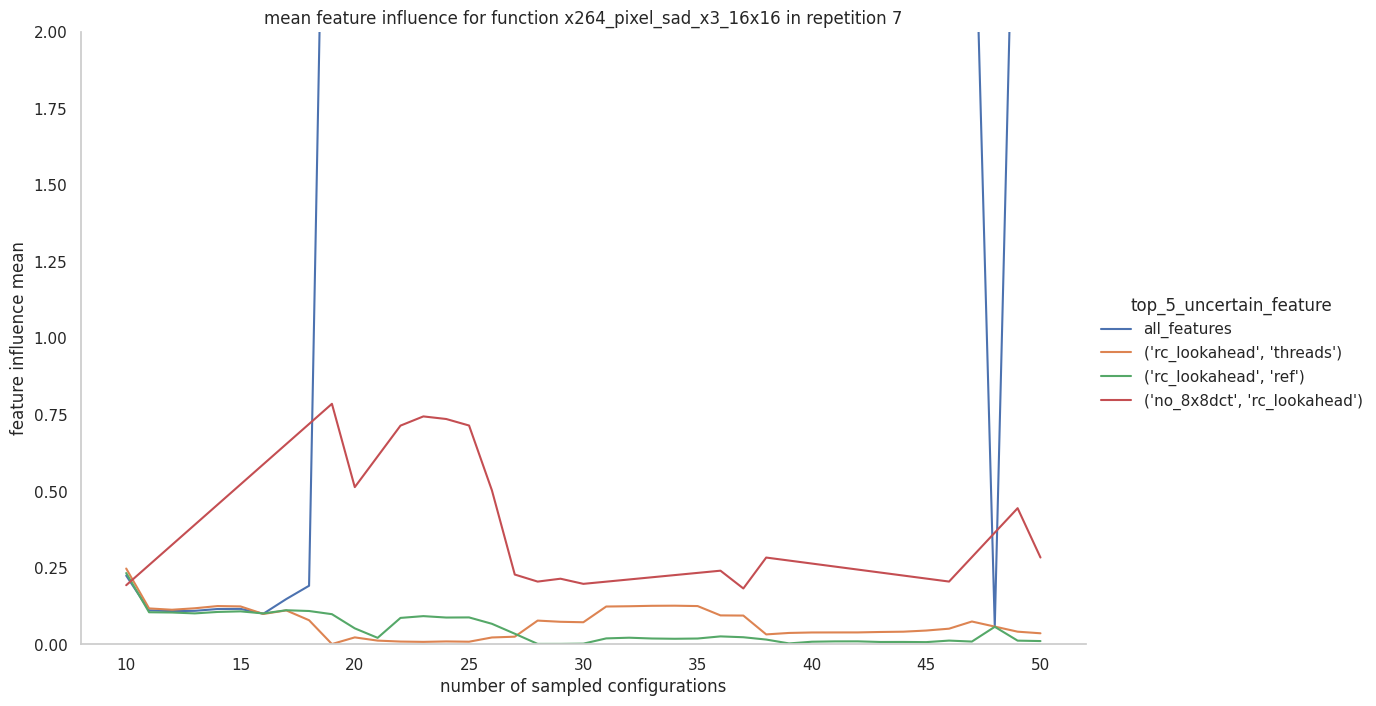 mean feature influence for function x264_pixel_sad_x3_16x16 in repetition 7
2.00
1.75
1.50
1.25
1.00
0.75
0.50
0.25
0.00
feature influence mean
10 15 20 25 30 35 40 45 50
number of sampled configurations
top_5_uncertain_feature
all_features
('rc_lookahead', 'threads')
('rc_lookahead', 'ref')
('no_8x8dct', 'rc_lookahead')